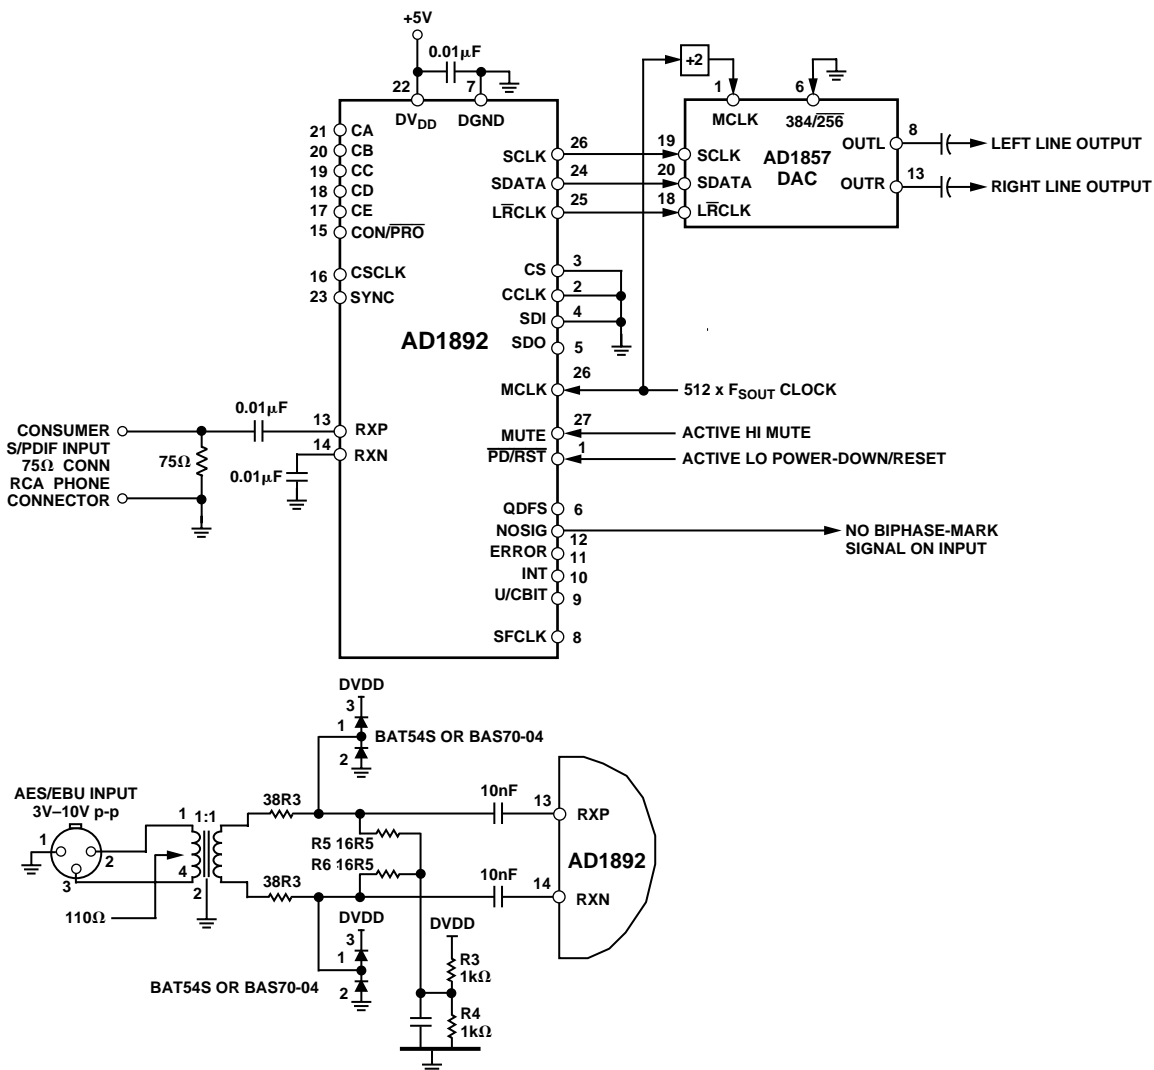 +5V
0.01µF
22
7
DVDD
DGND
21 CA
20 CB
19 CC
18 CD
17 CE
15 CON/PRO
16 CSCLK
23 SYNC
AD1892
SCLK 26
SDATA 24
LRCLK 25
CS 3
CCLK 2
SDI 4
SDO 5
MCLK 26
MUTE 27
PD/RST 1
QDFS 6
NOSIG 12
ERROR 11
INT 10
U/CBIT 9
SFCLK 8
+2
1
6
MCLK
384/256
19 SCLK
20 SDATA
18 LRCLK
AD1857
DAC
OUTL 8
LEFT LINE OUTPUT
OUTR 13
RIGHT LINE OUTPUT
512 x FSOUT CLOCK
ACTIVE HI MUTE
ACTIVE LO POWER-DOWN/RESET
NO BIPHASE-MARK
SIGNAL ON INPUT
CONSUMER
S/PDIF INPUT
75Ω CONN
RCA PHONE
CONNECTOR
75Ω
0.01µF
13 RXP
14 RXN
0.01µF
DVDD
3
1
2
BAT54S OR BAS70-04
AES/EBU INPUT
3V–10V p-p
1
2
3
110Ω
1 1:1
4
2
38R3
38R3
R5 16R5
R6 16R5
10nF
10nF
13 RXP
AD1892
14 RXN
DVDD
3
1
2
BAT54S OR BAS70-04
DVDD
R3
1kΩ
R4
1kΩ